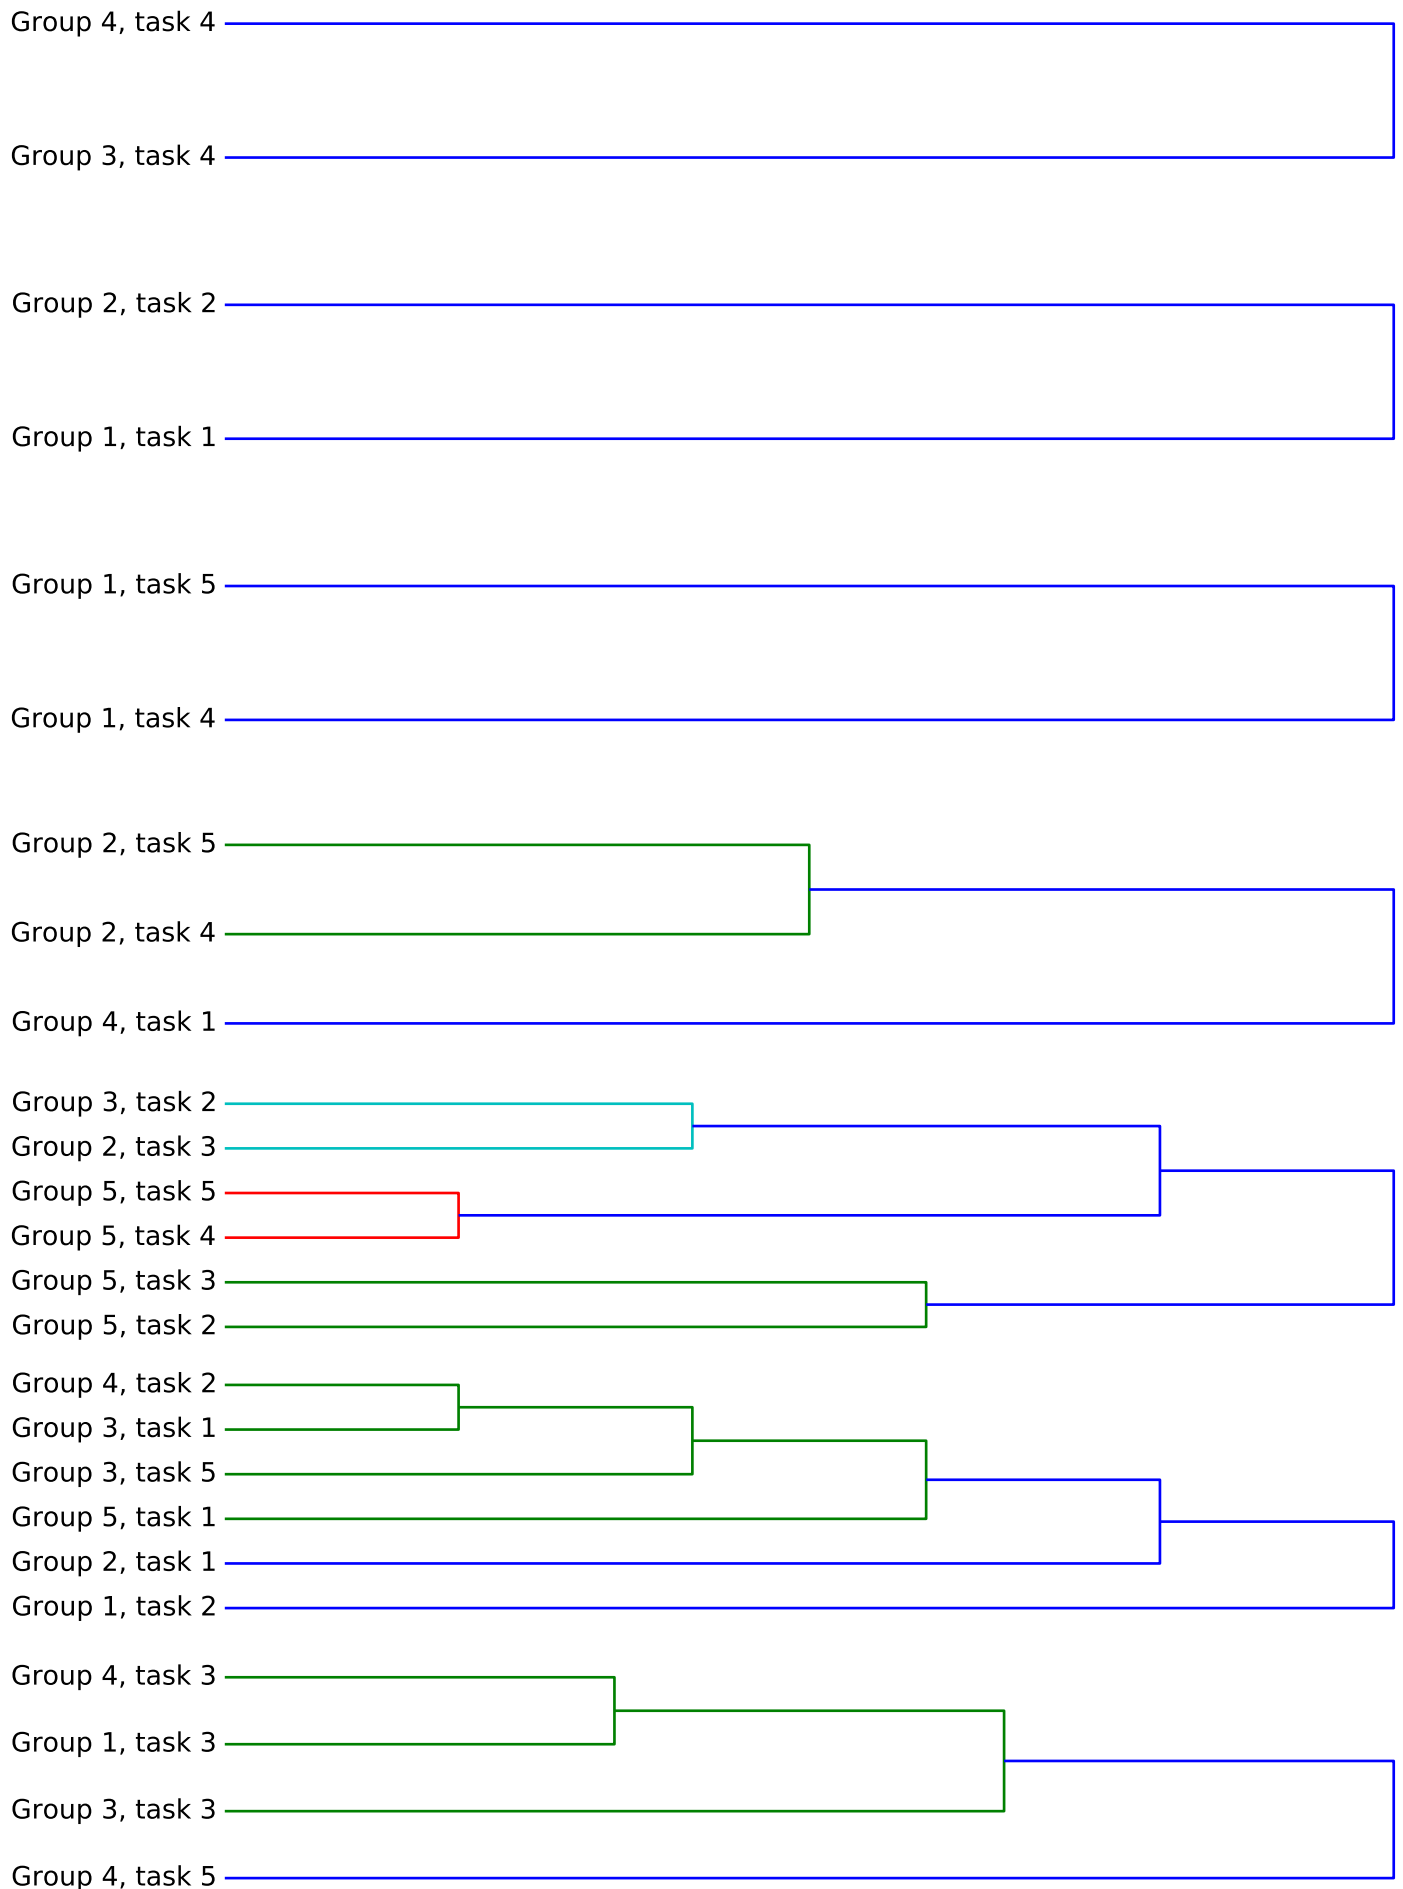 Group 4, task 4
Group 3, task 4
Group 2, task 2
Group 1, task 1
Group 1, task 5
Group 1, task 4
Group 2, task 5
Group 2, task 4
Group 4, task 1
Group 3, task 2
Group 2, task 3
Group 5, task 5
Group 5, task 4
Group 5, task 3
Group 5, task 2
Group 4, task 2
Group 3, task 1
Group 3, task 5
Group 5, task 1
Group 2, task 1
Group 1, task 2
Group 4, task 3
Group 1, task 3
Group 3, task 3
Group 4, task 5